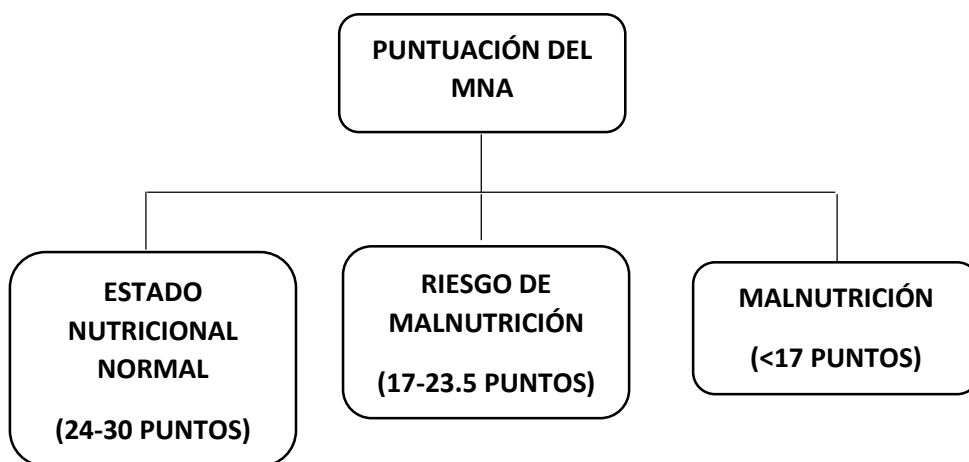 PUNTUACIÓN DEL
MNA
ESTADO
NUTRICIONAL
NORMAL
(24-30 PUNTOS)
RIESGO DE
MALNUTRICIÓN
(17-23.5 PUNTOS)
MALNUTRICIÓN
(<17 PUNTOS)